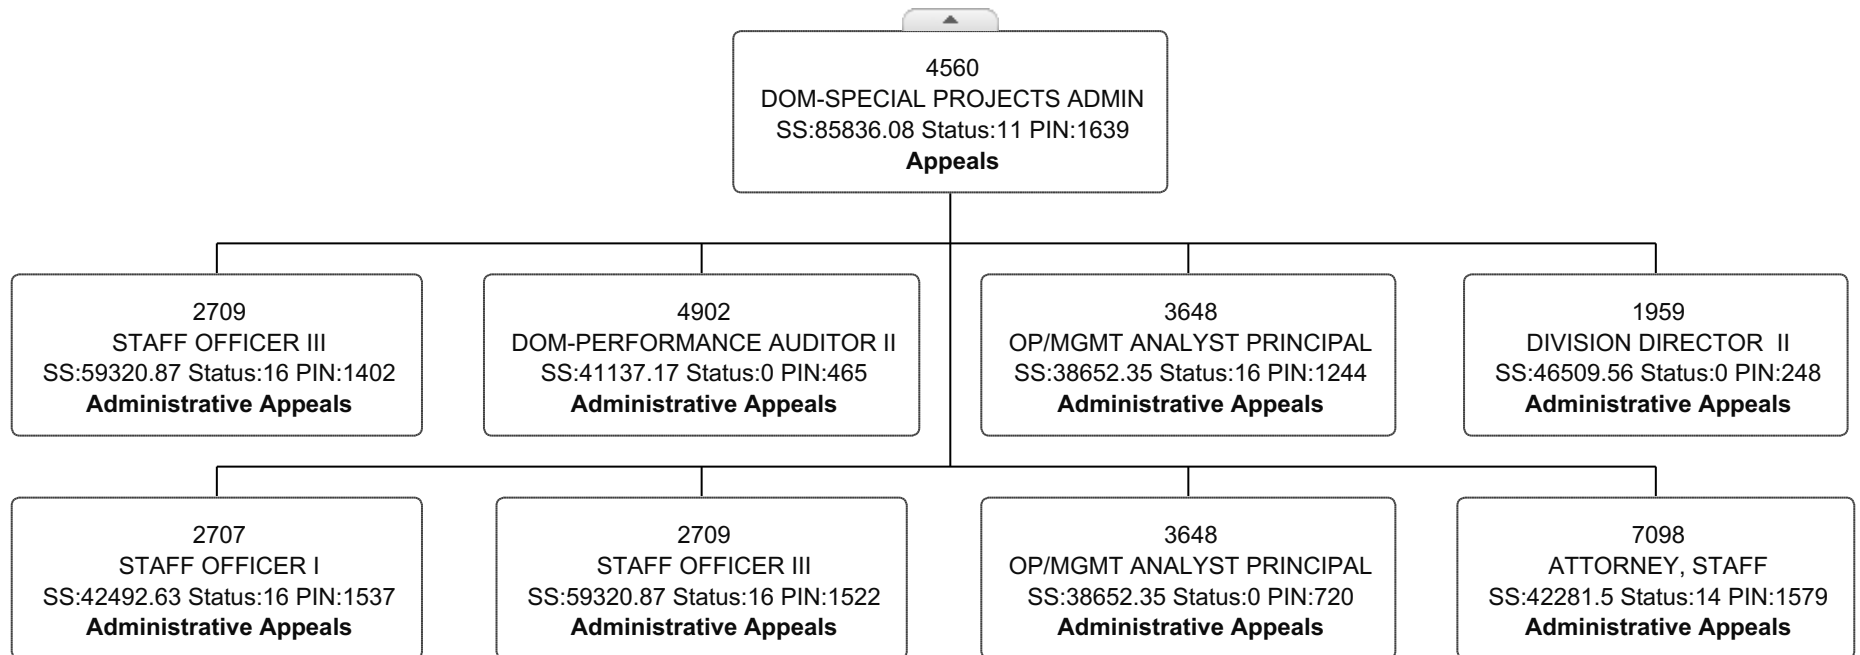 4560
DOM-SPECIAL PROJECTS ADMIN
SS:85836.08 Status:11 PIN:1639
Appeals
2709
STAFF OFFICER III
SS:59320.87 Status:16 PIN:1402
Administrative Appeals
4902
DOM-PERFORMANCE AUDITOR II
SS:41137.17 Status:0 PIN:465
Administrative Appeals
3648
OP/MGMT ANALYST PRINCIPAL
SS:38652.35 Status:16 PIN:1244
Administrative Appeals
1959
DIVISION DIRECTOR  II
SS:46509.56 Status:0 PIN:248
Administrative Appeals
2707
STAFF OFFICER I
SS:42492.63 Status:16 PIN:1537
Administrative Appeals
2709
STAFF OFFICER III
SS:59320.87 Status:16 PIN:1522
Administrative Appeals
3648
OP/MGMT ANALYST PRINCIPAL
SS:38652.35 Status:0 PIN:720
Administrative Appeals
7098
ATTORNEY, STAFF
SS:42281.5 Status:14 PIN:1579
Administrative Appeals